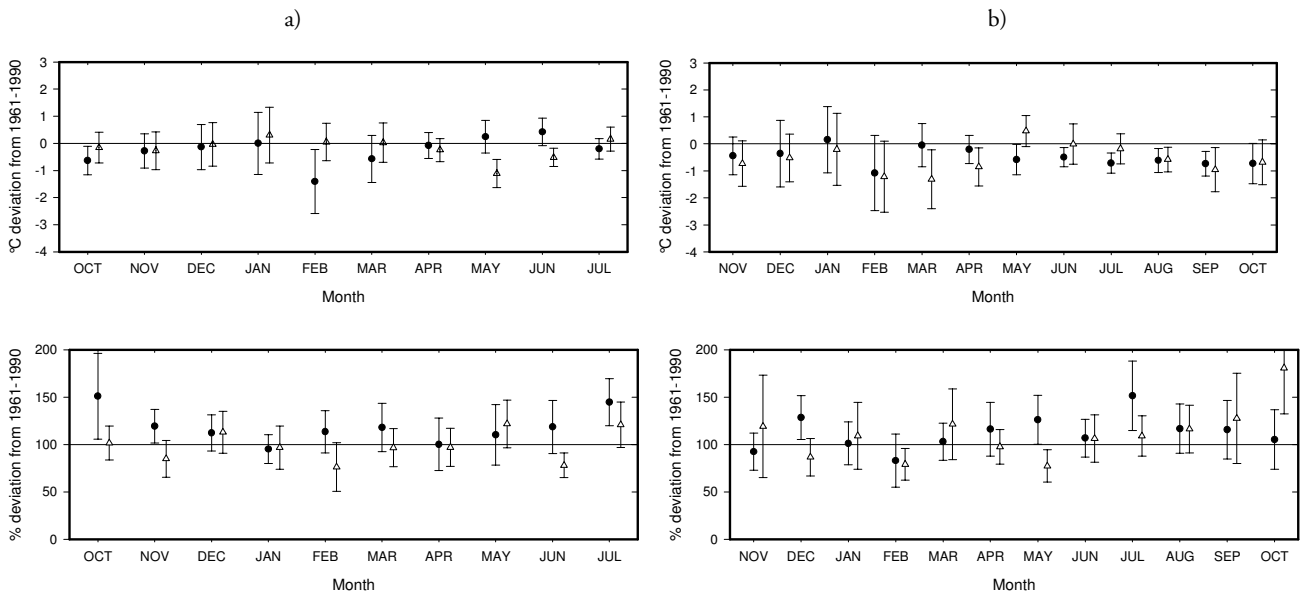 a)
b)
°C deviation from 1961-1990
3
2
1
0
-1
-2
-3
-4
OCT NOV DEC JAN FEB MAR APR MAY JUN JUL
Month
°C deviation from 1961-1990
3
2
1
0
-1
-2
-3
-4
NOV DEC JAN FEB MAR APR MAY JUN JUL AUG SEP OCT
Month
% deviation from 1961-1990
200
150
100
50
0
OCT NOV DEC JAN FEB MAR APR MAY JUN JUL
Month
% deviation from 1961-1990
200
150
100
50
0
NOV DEC JAN FEB MAR APR MAY JUN JUL AUG SEP OCT
Month